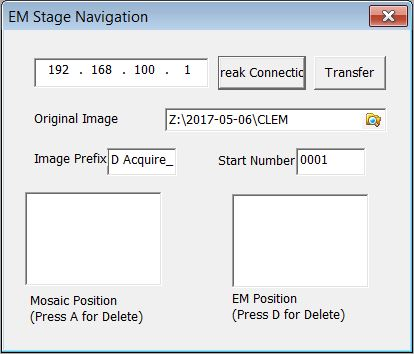 EM Stage Navigation
192 . 168 . 100 . 1
reak Connectio
Transfer
Original Image
Z:\2017-05-06\CLEM
Image Prefix
D Acquire_
Start Number
0001
Mosaic Position
(Press A for Delete)
EM Position
(Press D for Delete)